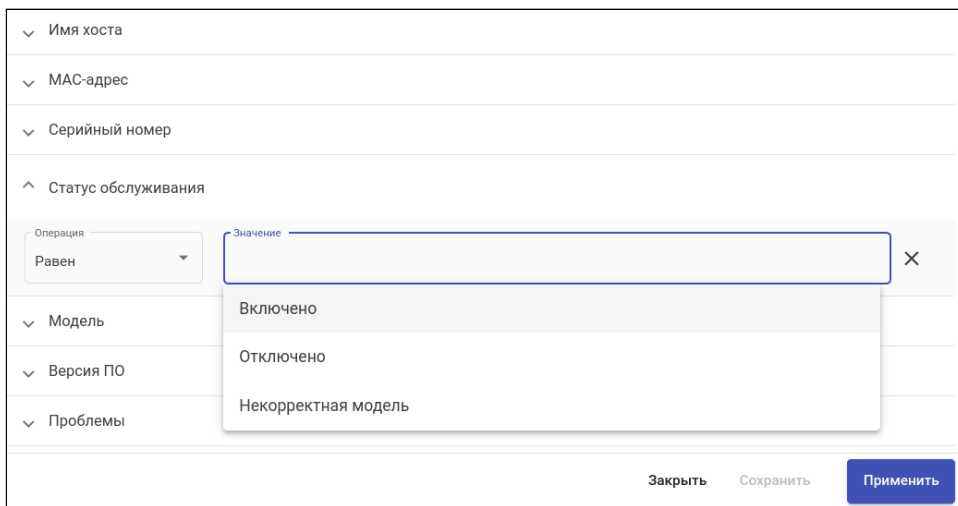 Имя хоста
MAC-адрес
Серийный номер
Статус обслуживания
Операция
Равен
Значение
Включено
Отключено
Некорректная модель
Модель
Версия ПО
Проблемы
Закрыть Сохранить Применить